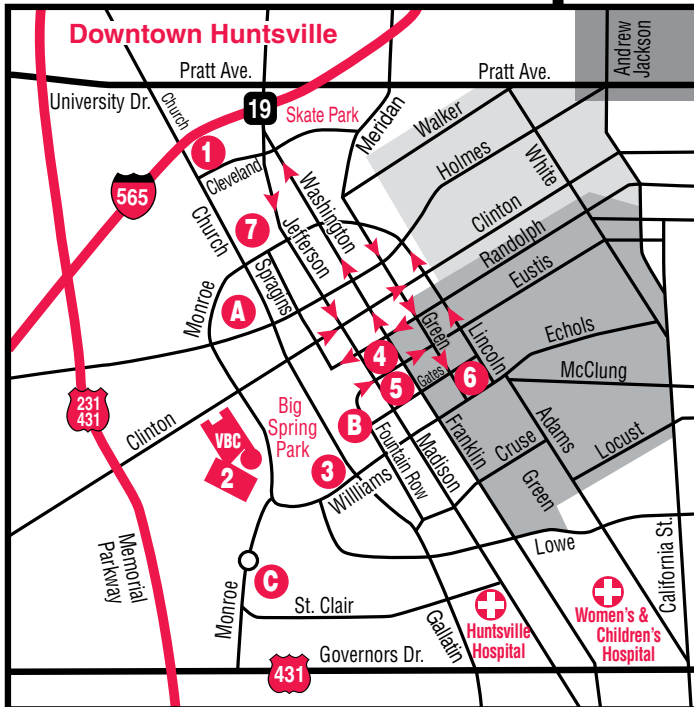 Downtown Huntsville
Andrew
Jackson
Pratt Ave.
Pratt Ave.
University Dr.
Church
19
Skate Park
Meridan
Walker
Holmes
White
1
Cleveland
Washington
565
Church
7
Jefferson
Clinton
Randolph
Eustis
Spragins
Monroe
A
Green
Lincoln
Echols
4
McClung
5
Gates
6
231
431
Clinton
Big
Spring
Park
B
VBC
2
3
Willliams
Fountain Row
Madison
Franklin
Cruse
Adams
Green
Locust
Lowe
California St.
Memorial
Parkway
Monroe
C
St. Clair
Gallatin
Huntsville
Hospital
Women's &
Children's
Hospital
431
Governors Dr.